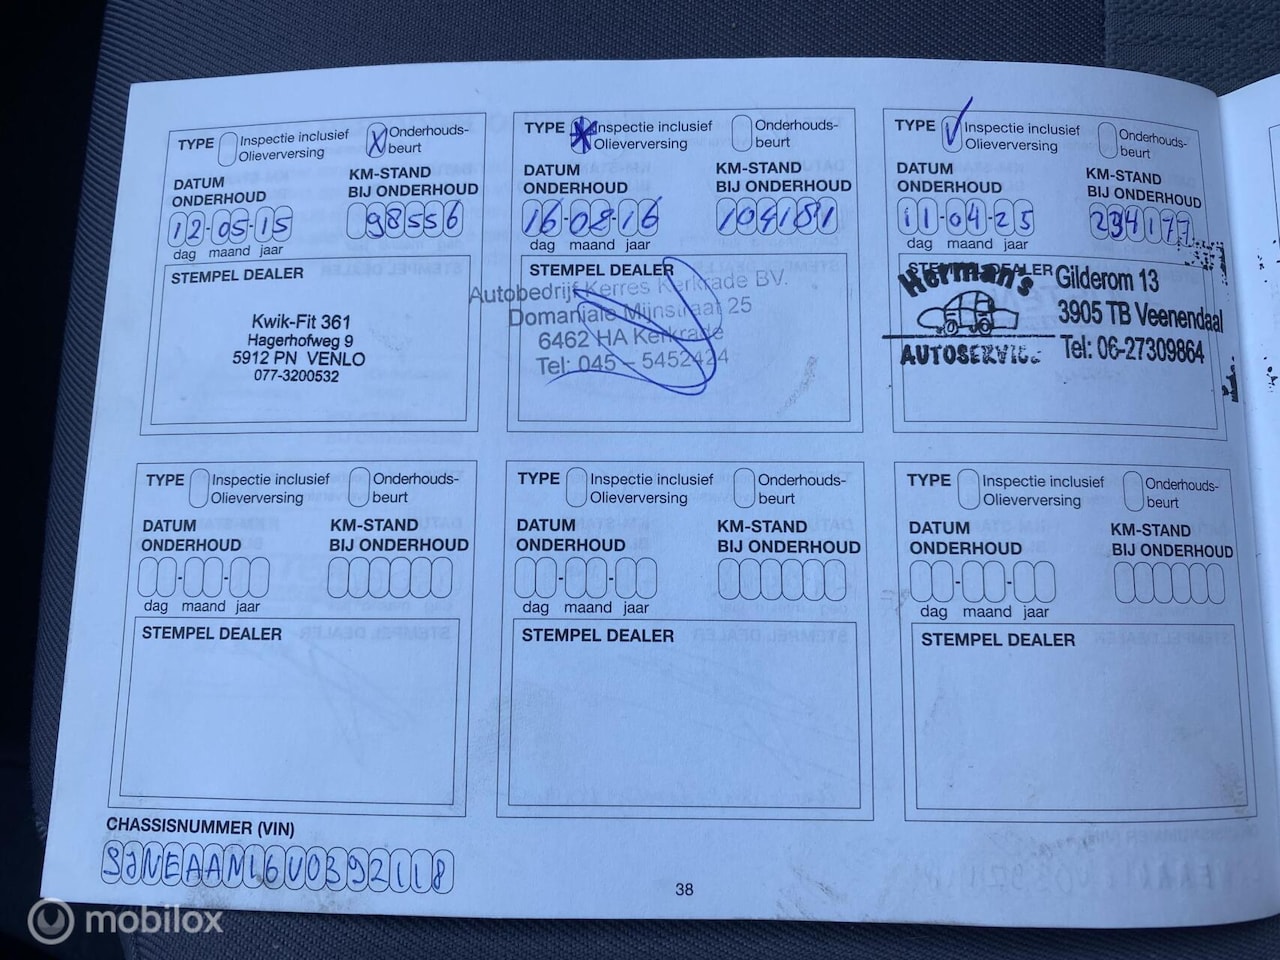 TYPE Inspectie inclusief Olieverversing X Onderhouds-beurt
DATUM ONDERHOUD
KM-STAND BIJ ONDERHOUD
12-05-15
98556
dag maand jaar
STEMPEL DEALER
Kwik-Fit 361
Hagerhofweg 9
5912 PN VENLO
077-3200532
TYPE Inspectie inclusief Olieverversing Onderhouds-beurt
DATUM ONDERHOUD
KM-STAND BIJ ONDERHOUD
16-08-16
104181
dag maand jaar
STEMPEL DEALER
Autobedrijf Kerres Kerkrade BV.
Domaniale Mijnstraat 25
6462 HA Kerkrade
Tel: 045 - 5452424
TYPE Inspectie inclusief Olieverversing Onderhouds-beurt
DATUM ONDERHOUD
KM-STAND BIJ ONDERHOUD
11-04-25
234177
dag maand jaar
STEMPEL DEALER
Herman's
AUTOSERVICE
Gilderom 13
3905 TB Veenendaal
Tel: 06-27309864
TYPE Inspectie inclusief Olieverversing Onderhouds-beurt
DATUM ONDERHOUD
KM-STAND BIJ ONDERHOUD
dag maand jaar
STEMPEL DEALER
TYPE Inspectie inclusief Olieverversing Onderhouds-beurt
DATUM ONDERHOUD
KM-STAND BIJ ONDERHOUD
dag maand jaar
STEMPEL DEALER
TYPE Inspectie inclusief Olieverversing Onderhouds-beurt
DATUM ONDERHOUD
KM-STAND BIJ ONDERHOUD
dag maand jaar
STEMPEL DEALER
CHASSISNUMMER (VIN)
SJNEAAN16U0392118
38
mobilox